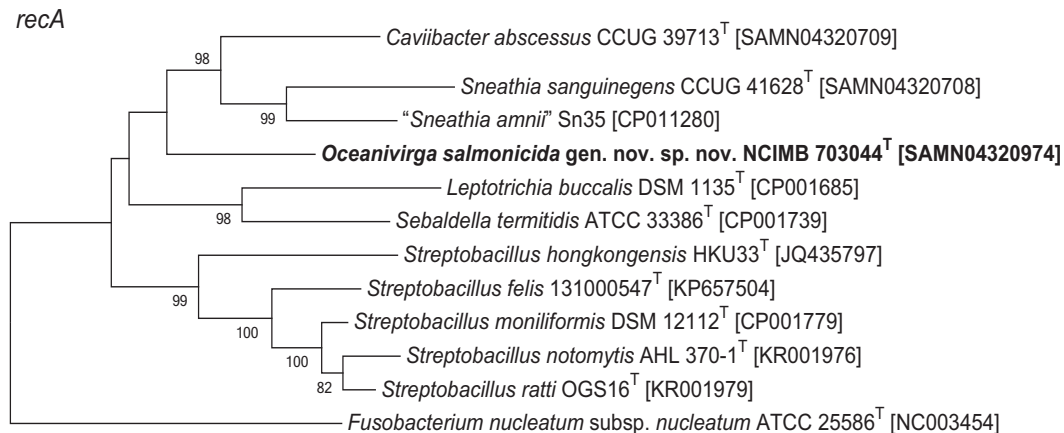 recA
Caviibacter abscessus CCUG 39713T [SAMN04320709]
98
Sneathia sanguinegens CCUG 41628T [SAMN04320708]
99
“Sneathia amnii” Sn35 [CP011280]
Oceanivirga salmonicida gen. nov. sp. nov. NCIMB 703044T [SAMN04320974]
Leptotrichia buccalis DSM 1135T [CP001685]
98
Sebaldella termitidis ATCC 33386T [CP001739]
Streptobacillus hongkongensis HKU33T [JQ435797]
99
Streptobacillus felis 131000547T [KP657504]
100
Streptobacillus moniliformis DSM 12112T [CP001779]
100
Streptobacillus notomytis AHL 370-1T [KR001976]
82
Streptobacillus ratti OGS16T [KR001979]
Fusobacterium nucleatum subsp. nucleatum ATCC 25586T [NC003454]